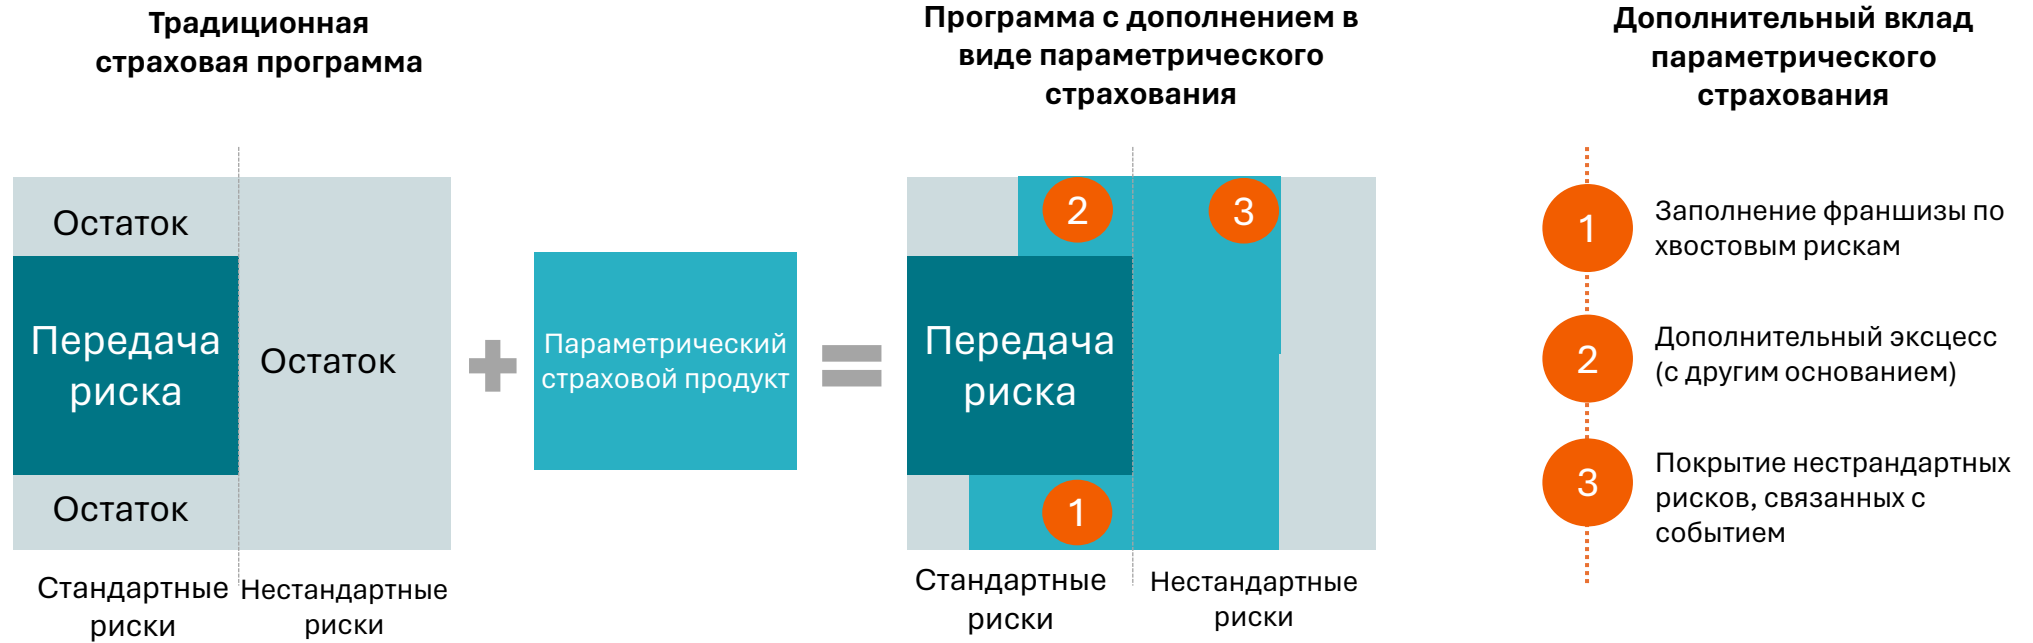 Традиционная
страховая программа
Остаток
Передача
риска
Остаток
Остаток
Стандартные
риски
Нестандартные
риски
Параметрический
страховой продукт
Программа с дополнением в
виде параметрического
страхования
2
3
Передача
риска
1
Стандартные
риски
Нестандартные
риски
Дополнительный вклад
параметрического
страхования
1
Заполнение франшизы по
хвостовым рискам
2
Дополнительный эксцесс
(с другим основанием)
3
Покрытие нестрандартных
рисков, связанных с
событием